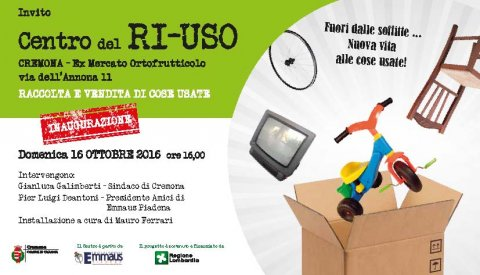 Invito
Centro del RI-USO
CREMONA - Ex Mercato Ortofrutticolo
via dell'Annona 11
RACCOLTA E VENDITA DI COSE USATE
INAUGURAZIONE
Domenica 16 OTTOBRE 2016 ore 16,00
Intervengono:
Gianluca Galimberti - Sindaco di Cremona
Pier Luigi Deantoni - Presidente Amici di
Emmaus Piadena
Installazione a cura di Mauro Ferrari
Fuori dalle soffitte ...
Nuova vita
alle cose usate!
Cremona
Il Centro è gestito da
Emmaus
Il progetto è sostenuto e finanziato da
Regione
Lombardia